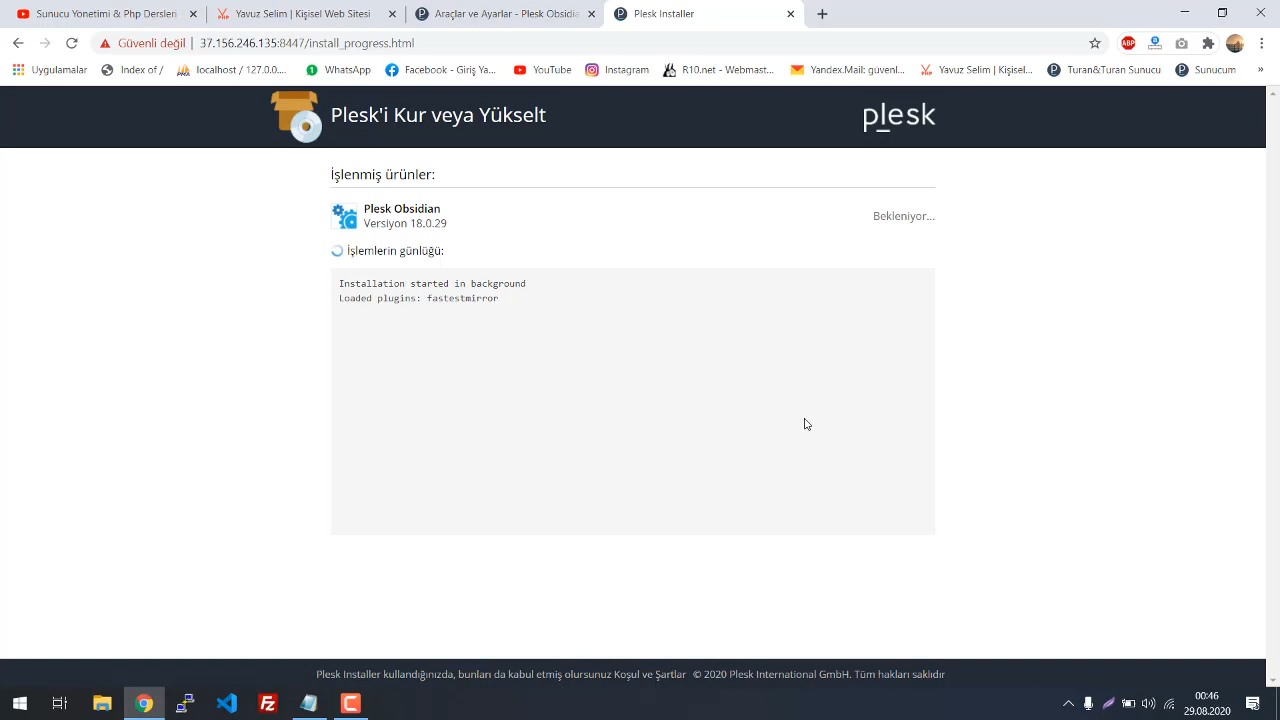 Sunucu Yönetimi & Php Dersleri
Yavuz Selim | Kişisel Web Sitesi
Araçlar ve Ayarlar - Plesk Obsidia
Plesk Installer
Güvenli değil
37.156.246.135:8447/install_progress.html
ABP
Uygulamalar
Index of /
localhost / 127.0.0...
WhatsApp
Facebook - Giriş ʻ...
YouTube
Instagram
R10.net - Webmast...
Yandex.Mail: güvenl...
Yavuz Selim | Kişisel...
Turan&Turan Sunucu
Sunucum
»
Plesk'i Kur veya Yükselt
plesk
İşlenmiş ürünler:
Plesk Obsidian
Versiyon 18.0.29
Bekleniyor...
İşlemlerin günlüğü:
Installation started in background
Loaded plugins: fastestmirror
Plesk Installer kullandığınızda, bunları da kabul etmiş olursunuz Koşul ve Şartlar © 2020 Plesk International GmbH. Tüm hakları saklıdır
00:46
29.08.2020